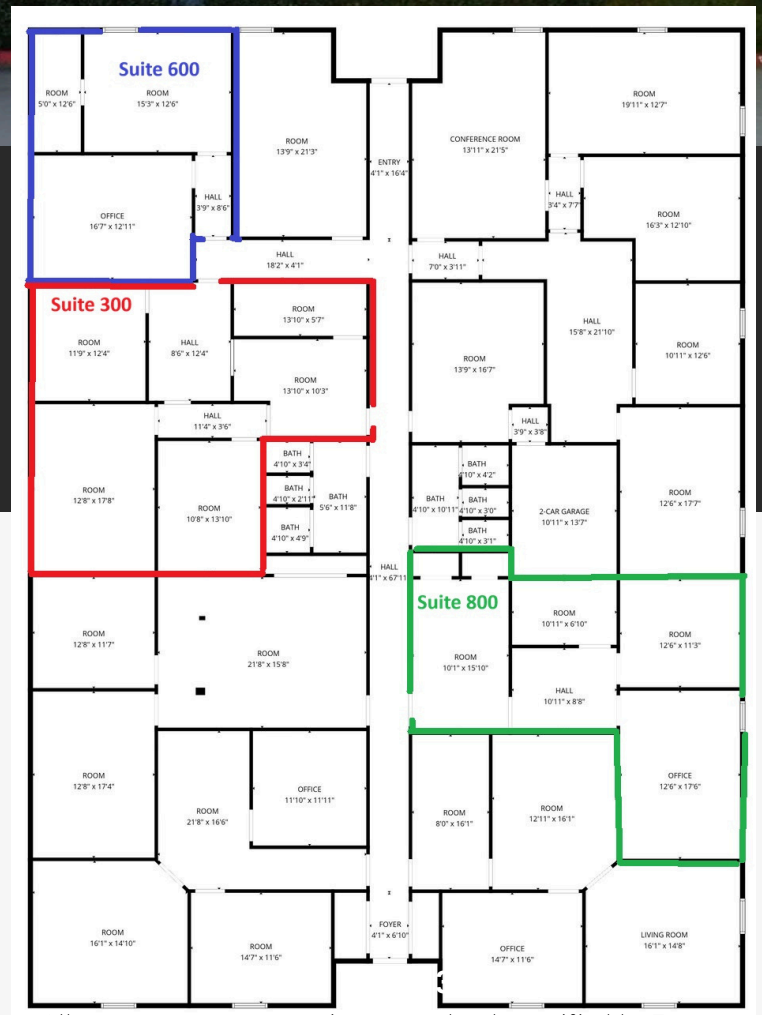 Suite 600
ROOM
5'0" x 12'6"
ROOM
15'3" x 12'6"
OFFICE
16'7" x 12'11"
HALL
3'9" x 8'6"
ROOM
13'9" x 21'3"
ENTRY
4'1" x 16'4"
CONFERENCE ROOM
13'11" x 21'5"
ROOM
19'11" x 12'7"
HALL
3'4" x 7'7"
ROOM
16'3" x 12'10"
HALL
18'2" x 4'1"
HALL
7'0" x 3'11"
Suite 300
ROOM
11'9" x 12'4"
HALL
8'6" x 12'4"
ROOM
13'10" x 5'7"
ROOM
13'10" x 10'3"
HALL
11'4" x 3'6"
ROOM
13'9" x 16'7"
HALL
15'8" x 21'10"
ROOM
10'11" x 12'6"
HALL
3'9" x 3'8"
ROOM
12'8" x 17'8"
ROOM
10'8" x 13'10"
BATH
4'10" x 3'4"
BATH
4'10" x 2'11"
BATH
4'10" x 4'9"
BATH
5'6" x 11'8"
BATH
4'10" x 10'11"
BATH
4'10" x 4'2"
BATH
4'10" x 3'0"
BATH
4'10" x 3'1"
2-CAR GARAGE
10'11" x 13'7"
ROOM
12'6" x 17'7"
HALL
4'1" x 67'11"
Suite 800
ROOM
12'8" x 11'7"
ROOM
21'8" x 15'8"
ROOM
10'1" x 15'10"
ROOM
10'11" x 6'10"
ROOM
12'6" x 11'3"
HALL
10'11" x 8'8"
ROOM
12'8" x 17'4"
ROOM
21'8" x 16'6"
OFFICE
11'10" x 11'11"
ROOM
8'0" x 16'1"
ROOM
12'11" x 16'1"
OFFICE
12'6" x 17'6"
ROOM
16'1" x 14'10"
ROOM
14'7" x 11'6"
FOYER
4'1" x 6'10"
OFFICE
14'7" x 11'6"
LIVING ROOM
16'1" x 14'8"